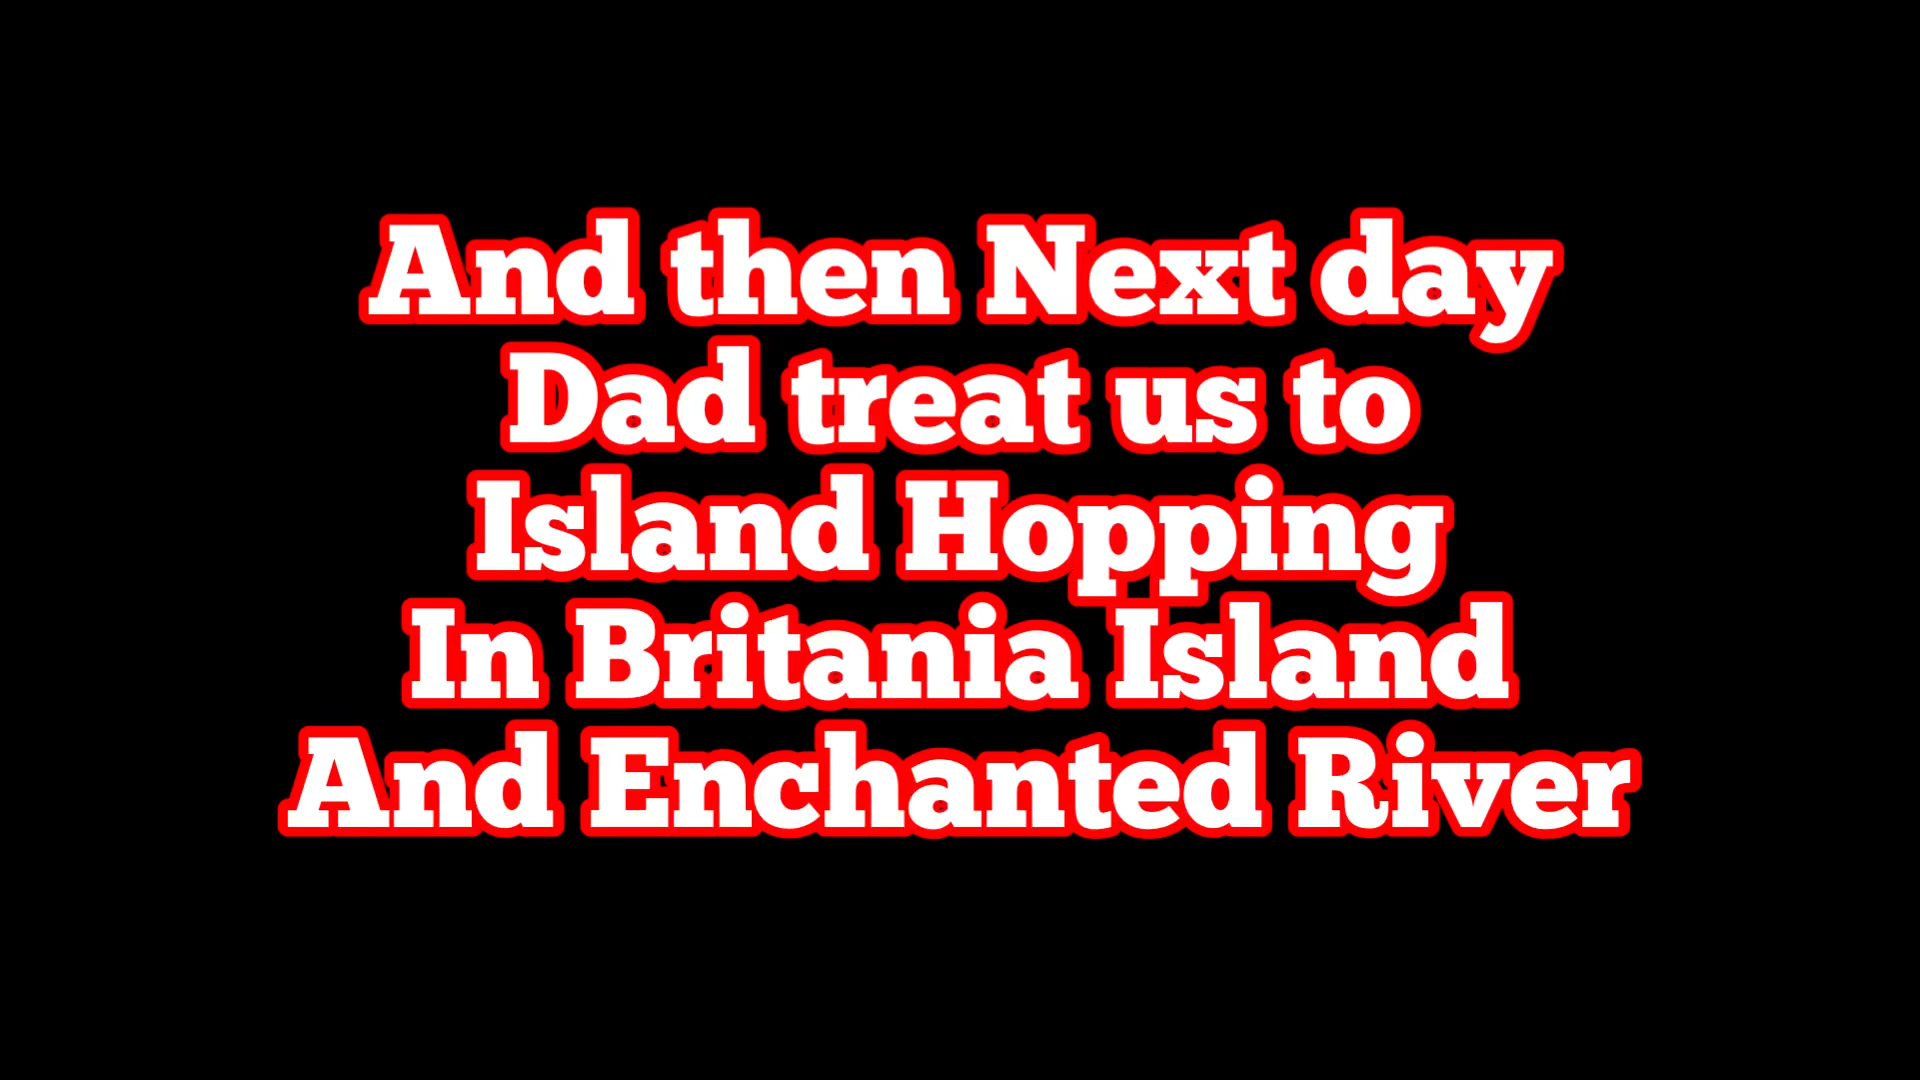 And then Next day
Dad treat us to
Island Hopping
In Britania Island
And Enchanted River